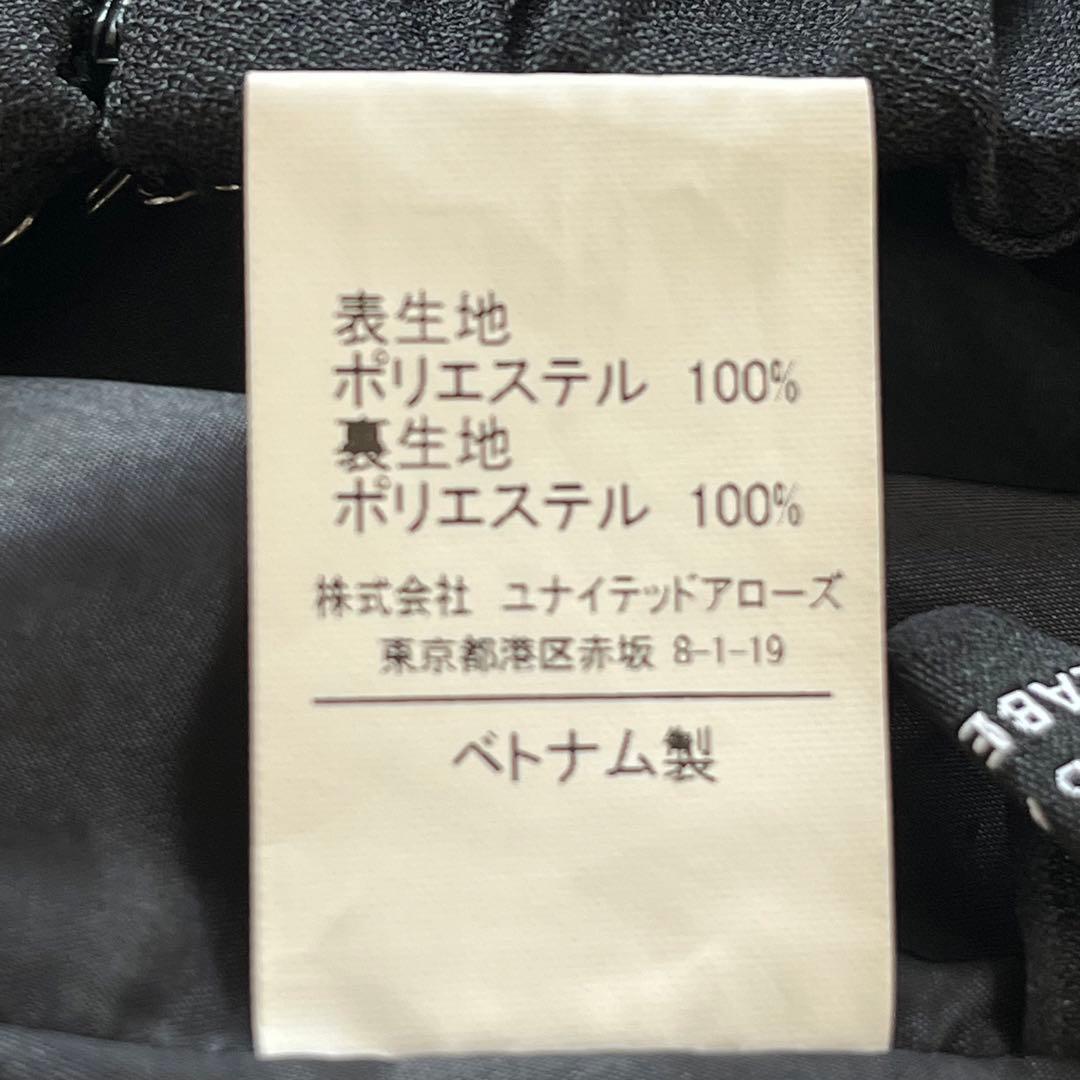 表生地
ポリエステル 100%
裏生地
ポリエステル 100%
株式会社 ユナイテッドアローズ
東京都港区赤坂 8-1-19
ベトナム製